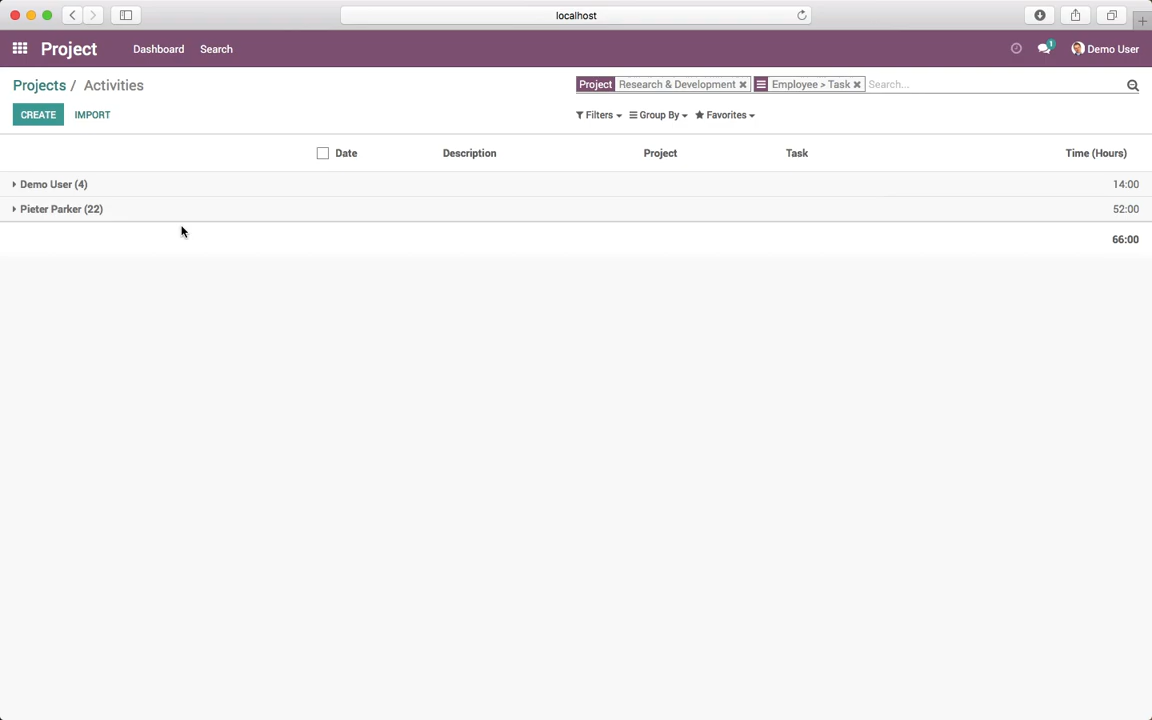 localhost
Project Dashboard Search 1 Demo User
Projects / Activities Project Research & Development Employee > Task Search...
CREATE IMPORT Filters Group By Favorites
Date Description Project Task Time (Hours)
Demo User (4) 14:00
Pieter Parker (22) 52:00
66:00